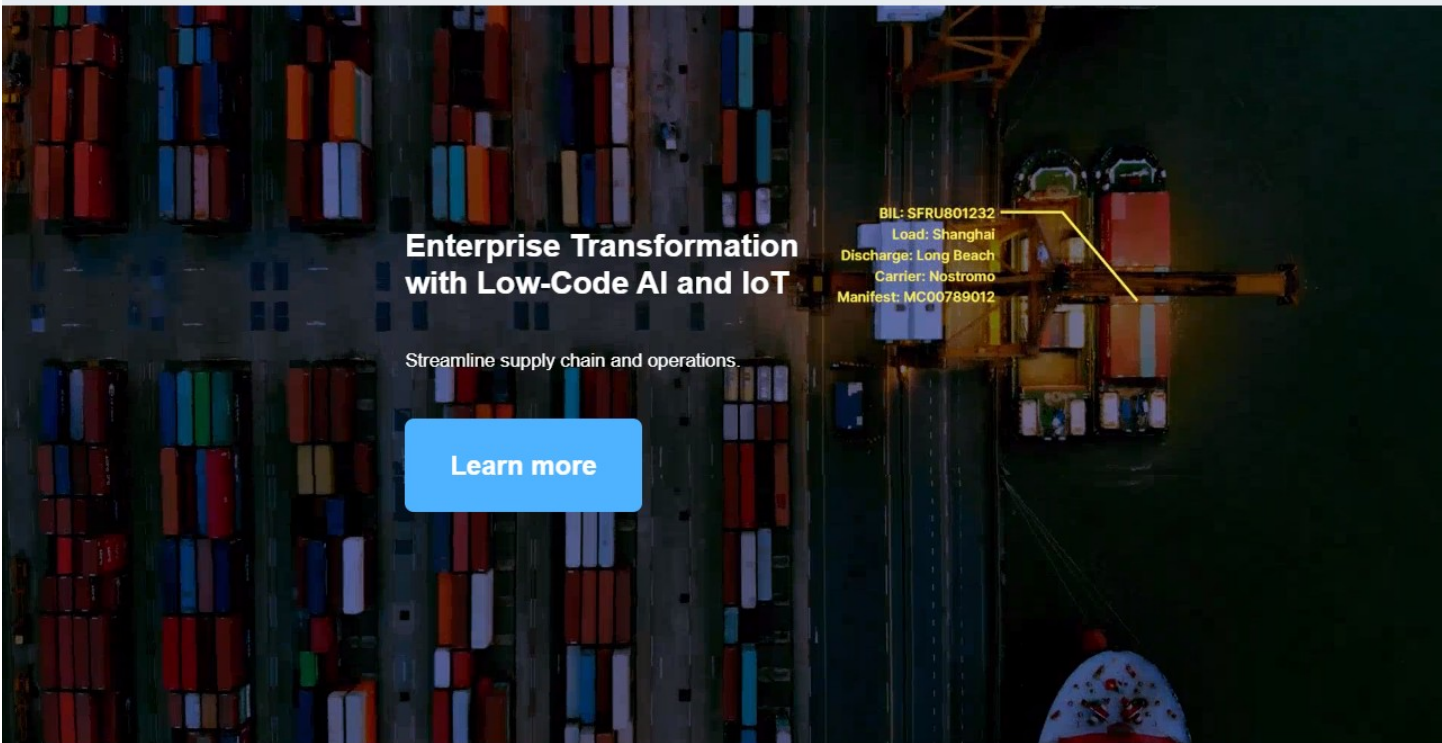 Enterprise Transformation
with Low-Code AI and IoT
Streamline supply chain and operations.
Learn more
BIL: SFRU801232
Load: Shanghai
Discharge: Long Beach
Carrier: Nostromo
Manifest: MC00789012